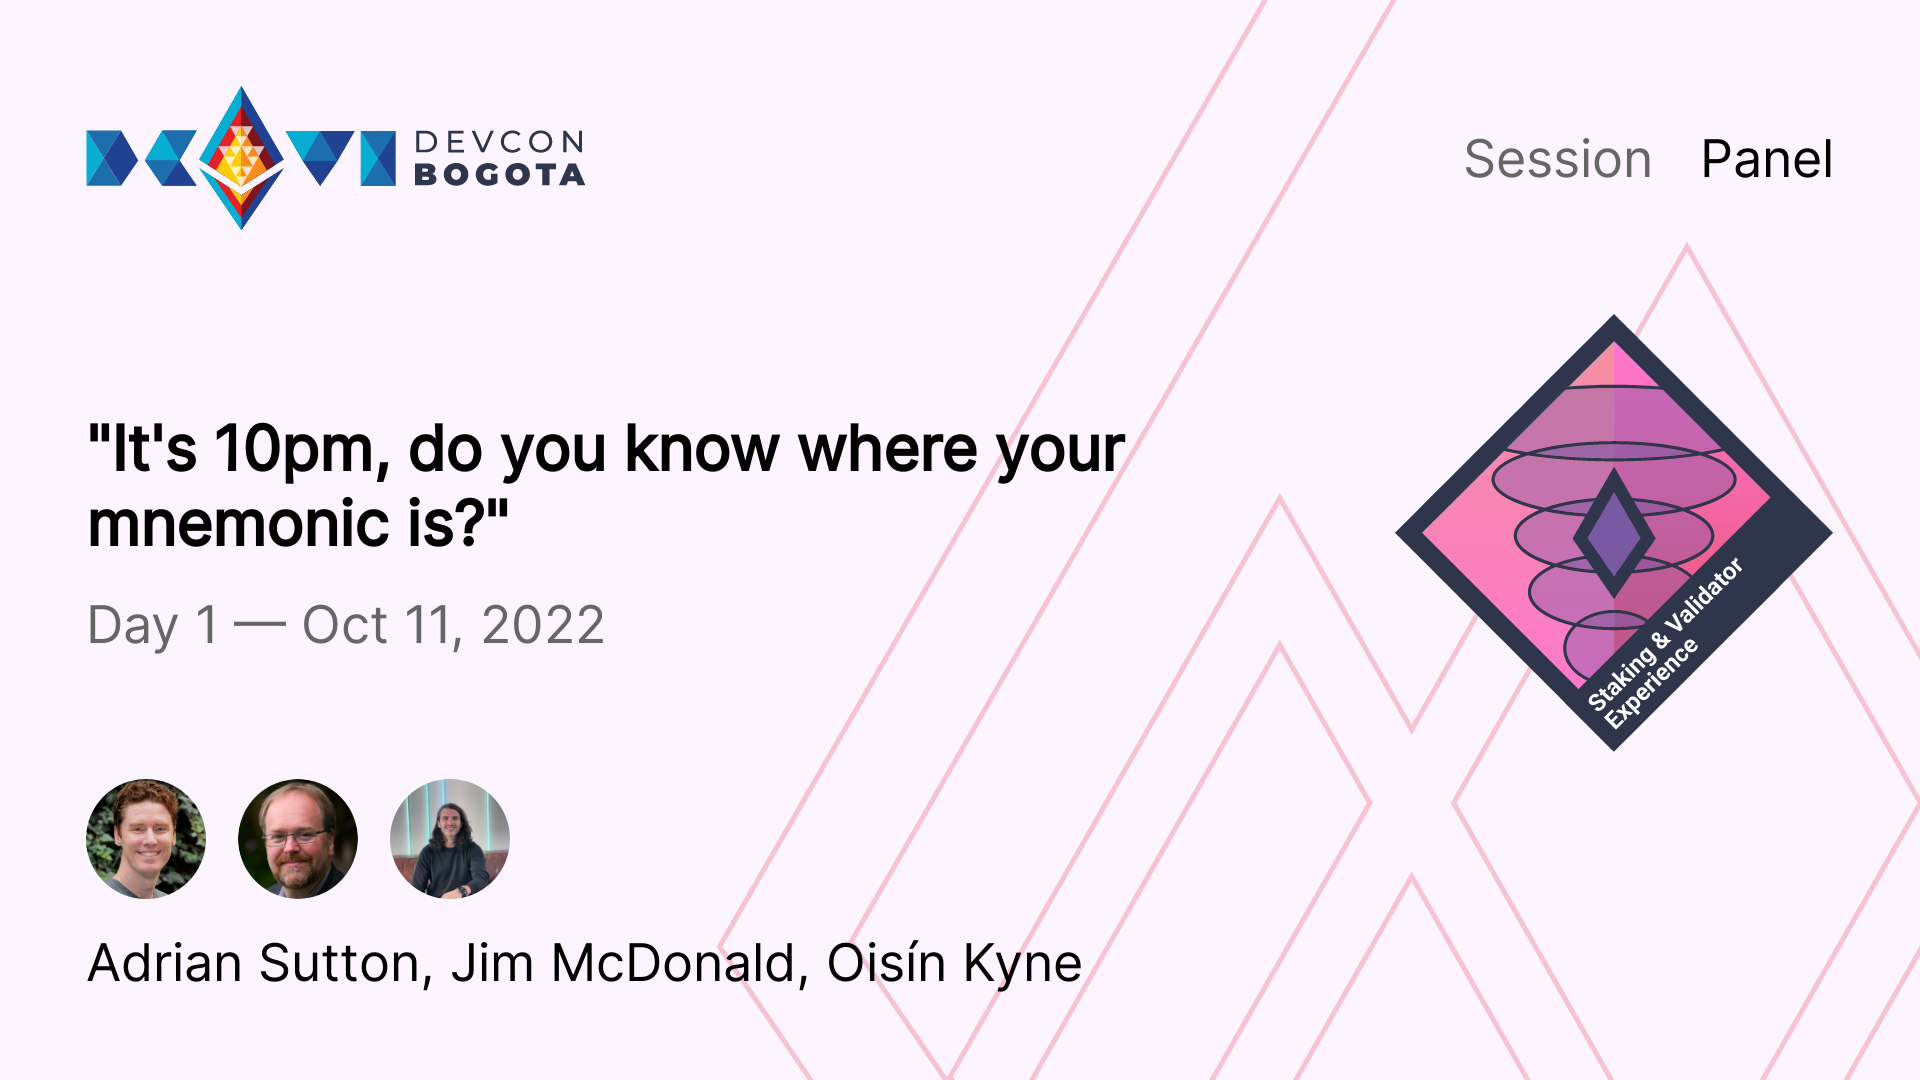 DEVCON
BOGOTA
Session Panel
"It's 10pm, do you know where your
mnemonic is?"
Day 1 — Oct 11, 2022
Staking & Validator
Experience
Adrian Sutton, Jim McDonald, Oisín Kyne